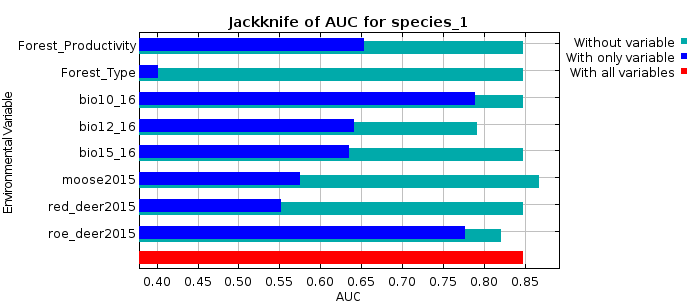 Jackknife of AUC for species_1
Environmental Variable
Forest_Productivity
Forest_Type
bio10_16
bio12_16
bio15_16
moose2015
red_deer2015
roe_deer2015
0.40 0.45 0.50 0.55 0.60 0.65 0.70 0.75 0.80 0.85
AUC
Without variable
With only variable
With all variables